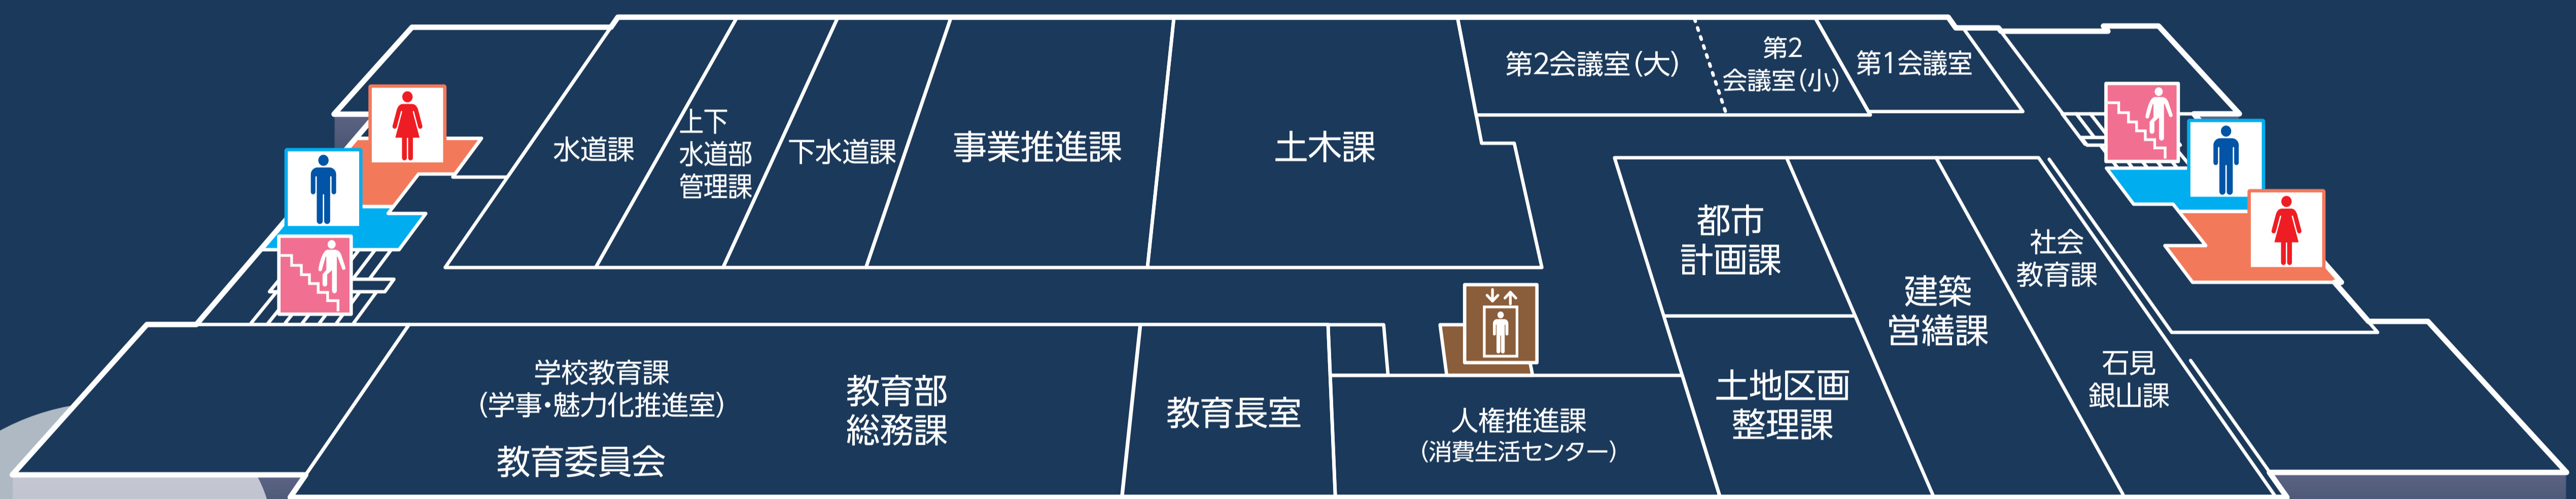 第2会議室（大）
第2
会議室（小）
第1会議室
水道課
上下
水道部
管理課
下水道課
事業推進課
土木課
都市
計画課
社会
教育課
建築
営繕課
石見
銀山課
土地区画
整理課
学校教育課
（学事・魅力化推進室）
教育委員会
教育部
総務課
教育長室
人権推進課
（消費生活センター）